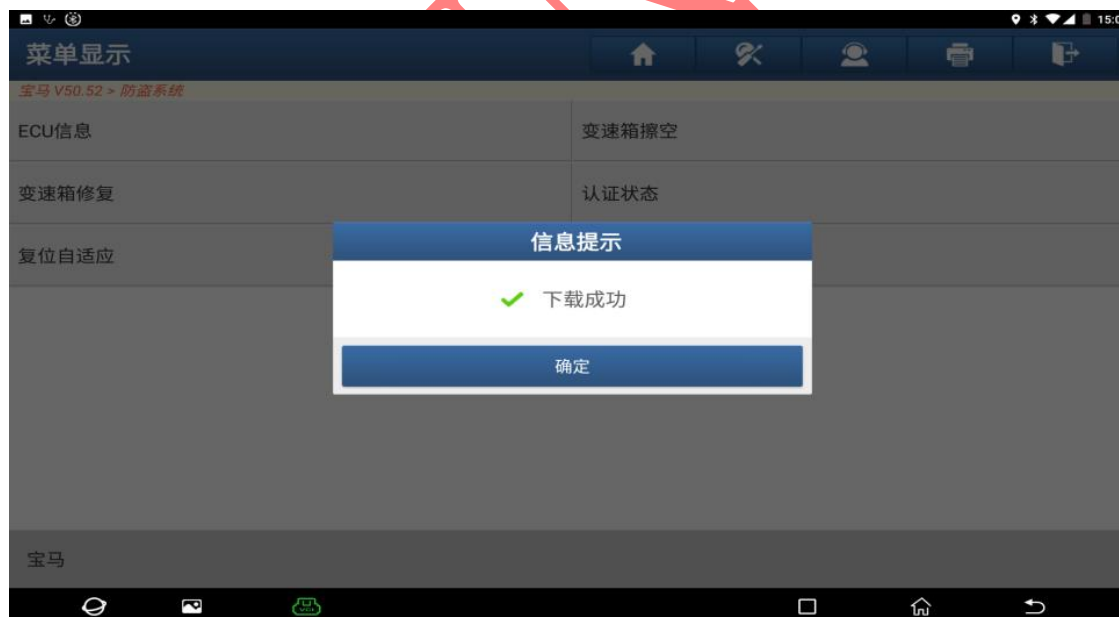 15:0
菜单显示
宝马 V50.52 > 防盗系统
ECU信息
变速箱擦空
变速箱修复
认证状态
复位自适应
信息提示
下载成功
确定
宝马